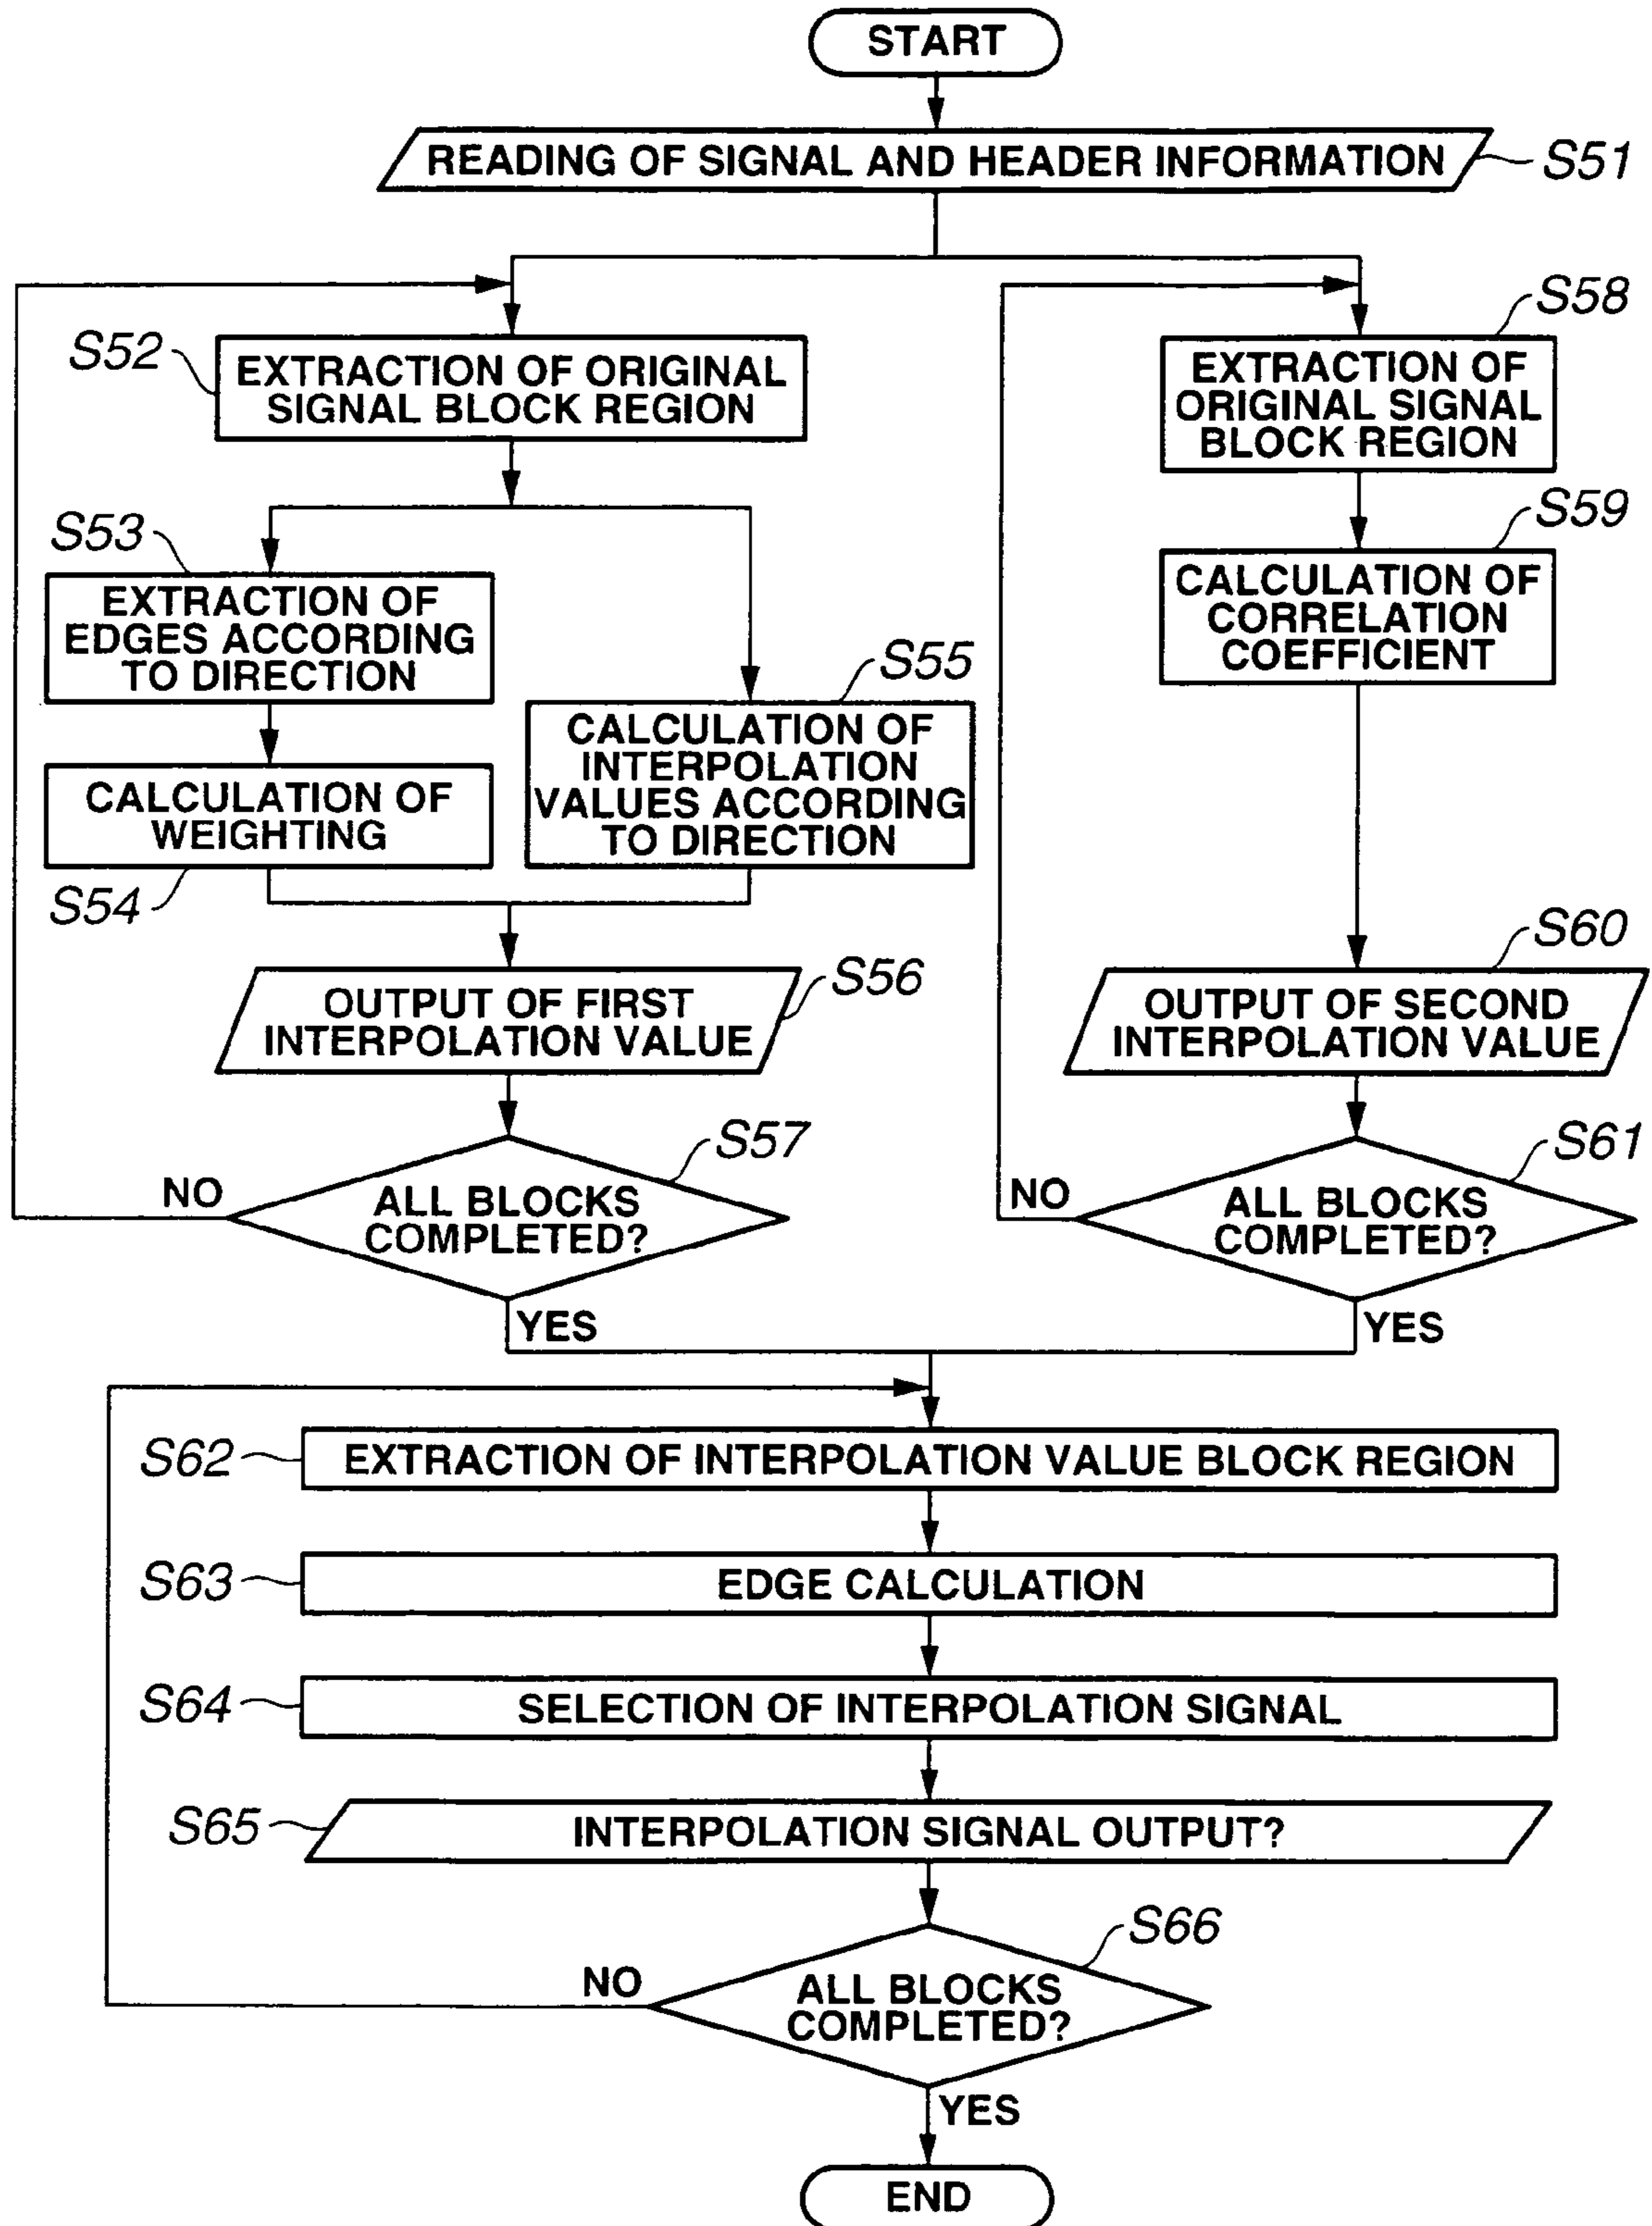 START
READING OF SIGNAL AND HEADER INFORMATION
S51
S52
EXTRACTION OF ORIGINAL
SIGNAL BLOCK REGION
S53
EXTRACTION OF
EDGES ACCORDING
TO DIRECTION
CALCULATION OF
WEIGHTING
S54
S55
CALCULATION OF
INTERPOLATION
VALUES ACCORDING
TO DIRECTION
OUTPUT OF FIRST
INTERPOLATION VALUE
S56
S57
ALL BLOCKS
COMPLETED?
NO
YES
S58
EXTRACTION OF
ORIGINAL SIGNAL
BLOCK REGION
S59
CALCULATION OF
CORRELATION
COEFFICIENT
S60
OUTPUT OF SECOND
INTERPOLATION VALUE
S61
ALL BLOCKS
COMPLETED?
NO
YES
S62
EXTRACTION OF INTERPOLATION VALUE BLOCK REGION
S63
EDGE CALCULATION
S64
SELECTION OF INTERPOLATION SIGNAL
S65
INTERPOLATION SIGNAL OUTPUT?
S66
ALL BLOCKS
COMPLETED?
NO
YES
END